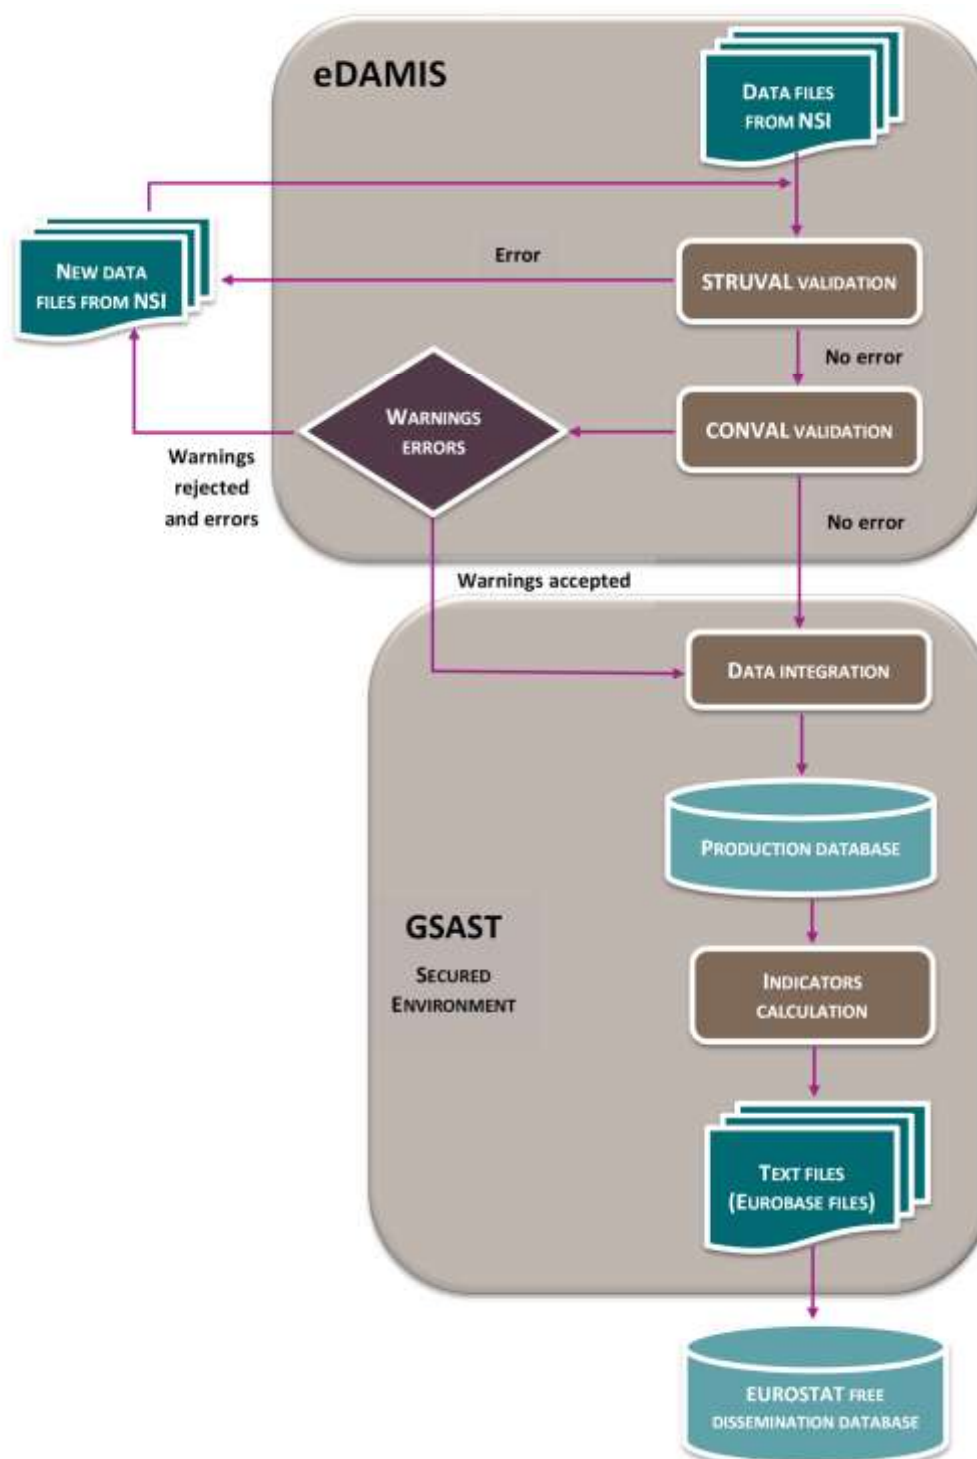 eDAMIS
DATA FILES
FROM NSI
NEW DATA
FILES FROM NSI
Error
STRUVAL VALIDATION
No error
WARNINGS
ERRORS
CONVAL VALIDATION
Warnings
rejected
and errors
No error
Warnings accepted
DATA INTEGRATION
PRODUCTION DATABASE
GSAST
SECURED
ENVIRONMENT
INDICATORS
CALCULATION
TEXT FILES
(EUROBASE FILES)
EUROSTAT FREE
DISSEMINATION DATABASE